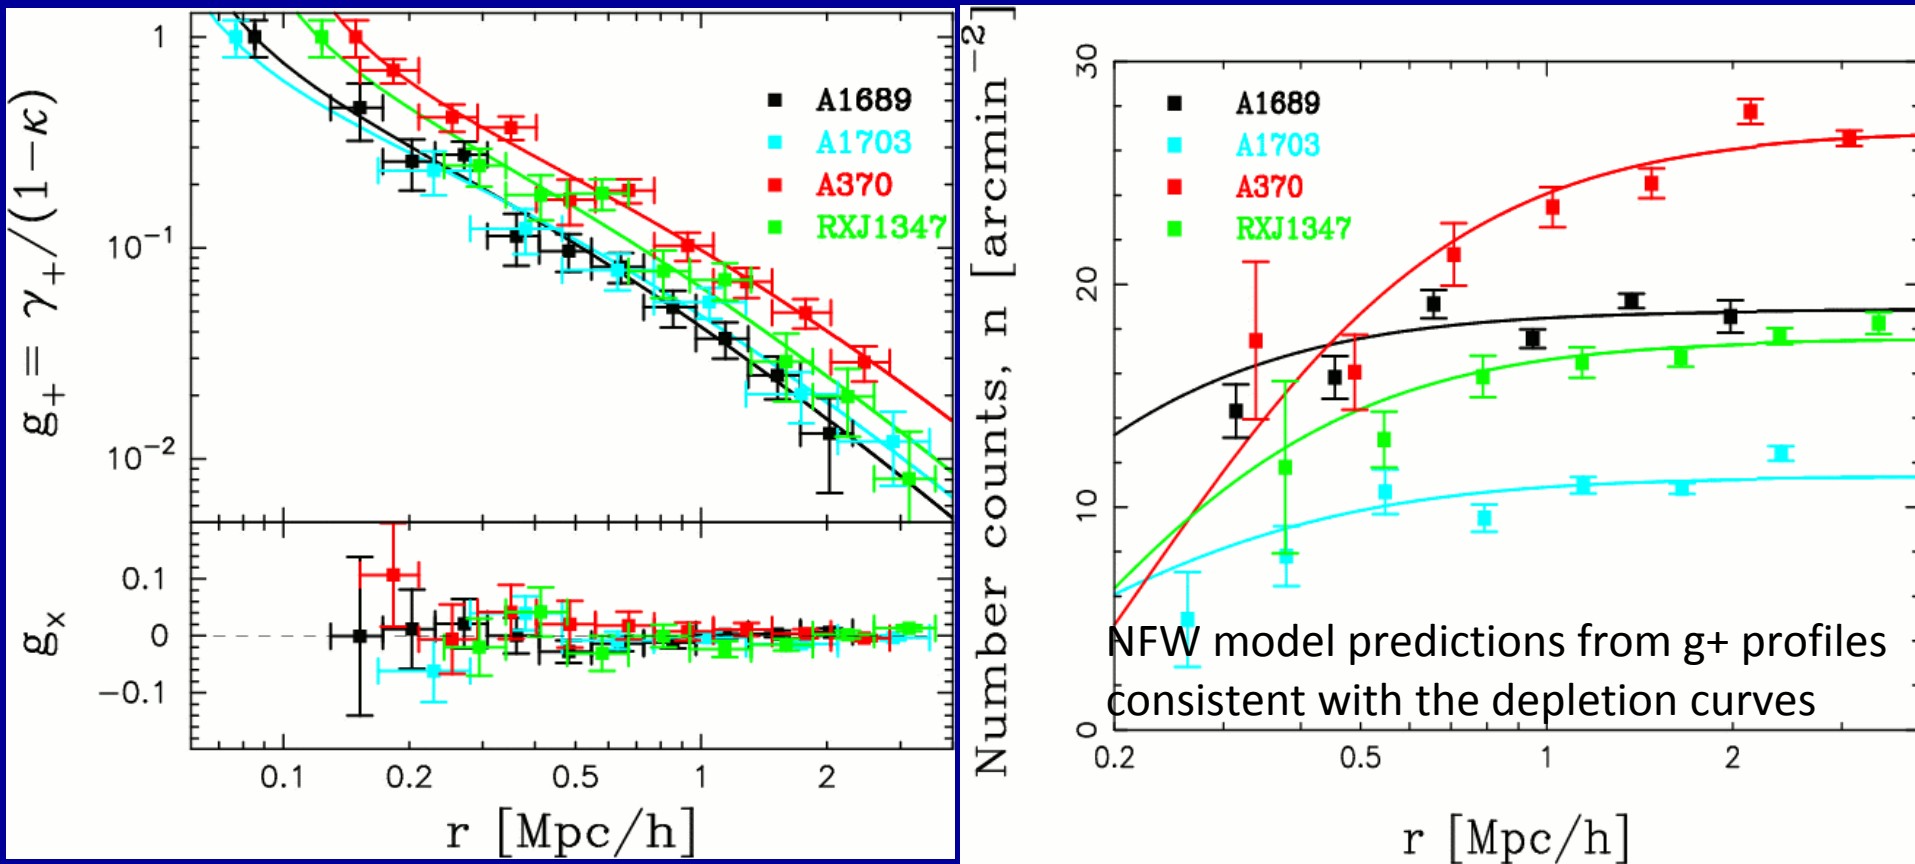 g+ = γ+/(1−κ)
1
10−1
10−2
A1689
A1703
A370
RXJ1347
gx
0.1
0
−0.1
0.1 0.2 0.5 1 2
r [Mpc/h]
Number counts, n [arcmin−2]
30
20
10
0
A1689
A1703
A370
RXJ1347
NFW model predictions from g+ profiles
consistent with the depletion curves
0.2 0.5 1 2
r [Mpc/h]